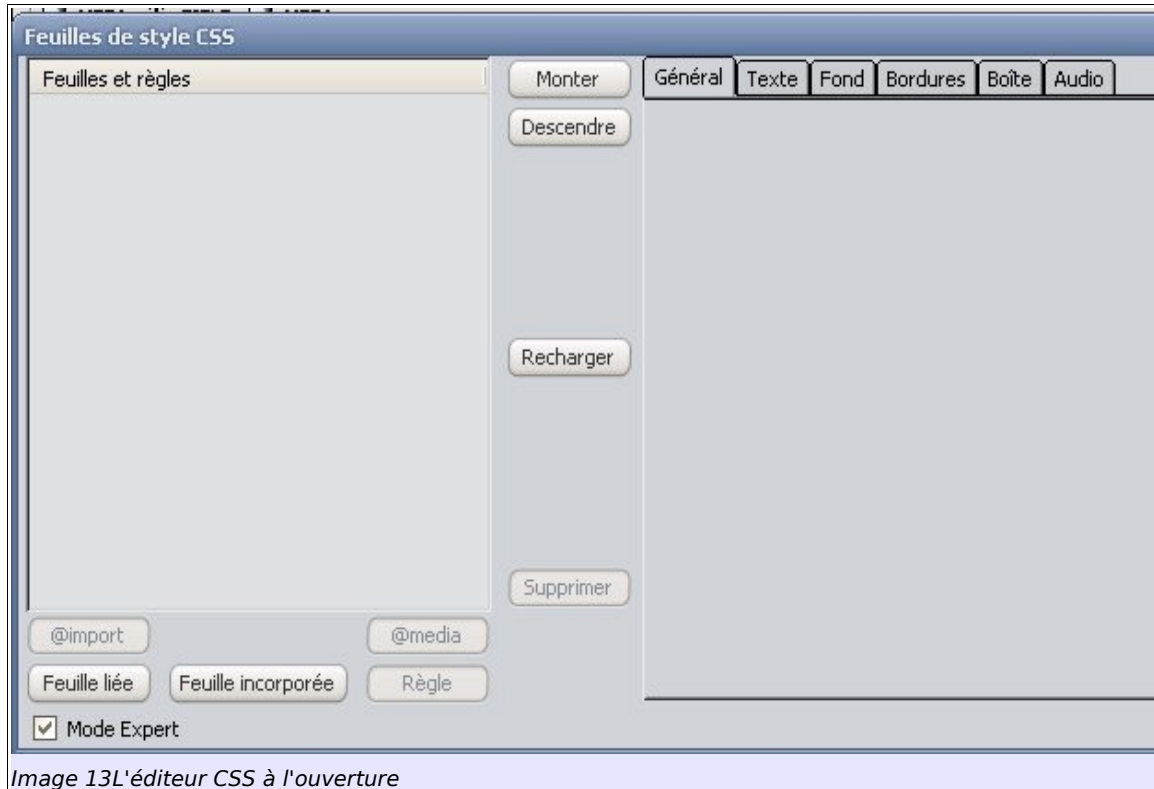 Feuilles de style CSS
Feuilles et règles
Monter
Descendre
Recharger
Supprimer
Général Texte Fond Bordures Boîte Audio
@import @media
Feuille liée Feuille incorporée Règle
Mode Expert
Image 13L'éditeur CSS à l'ouverture